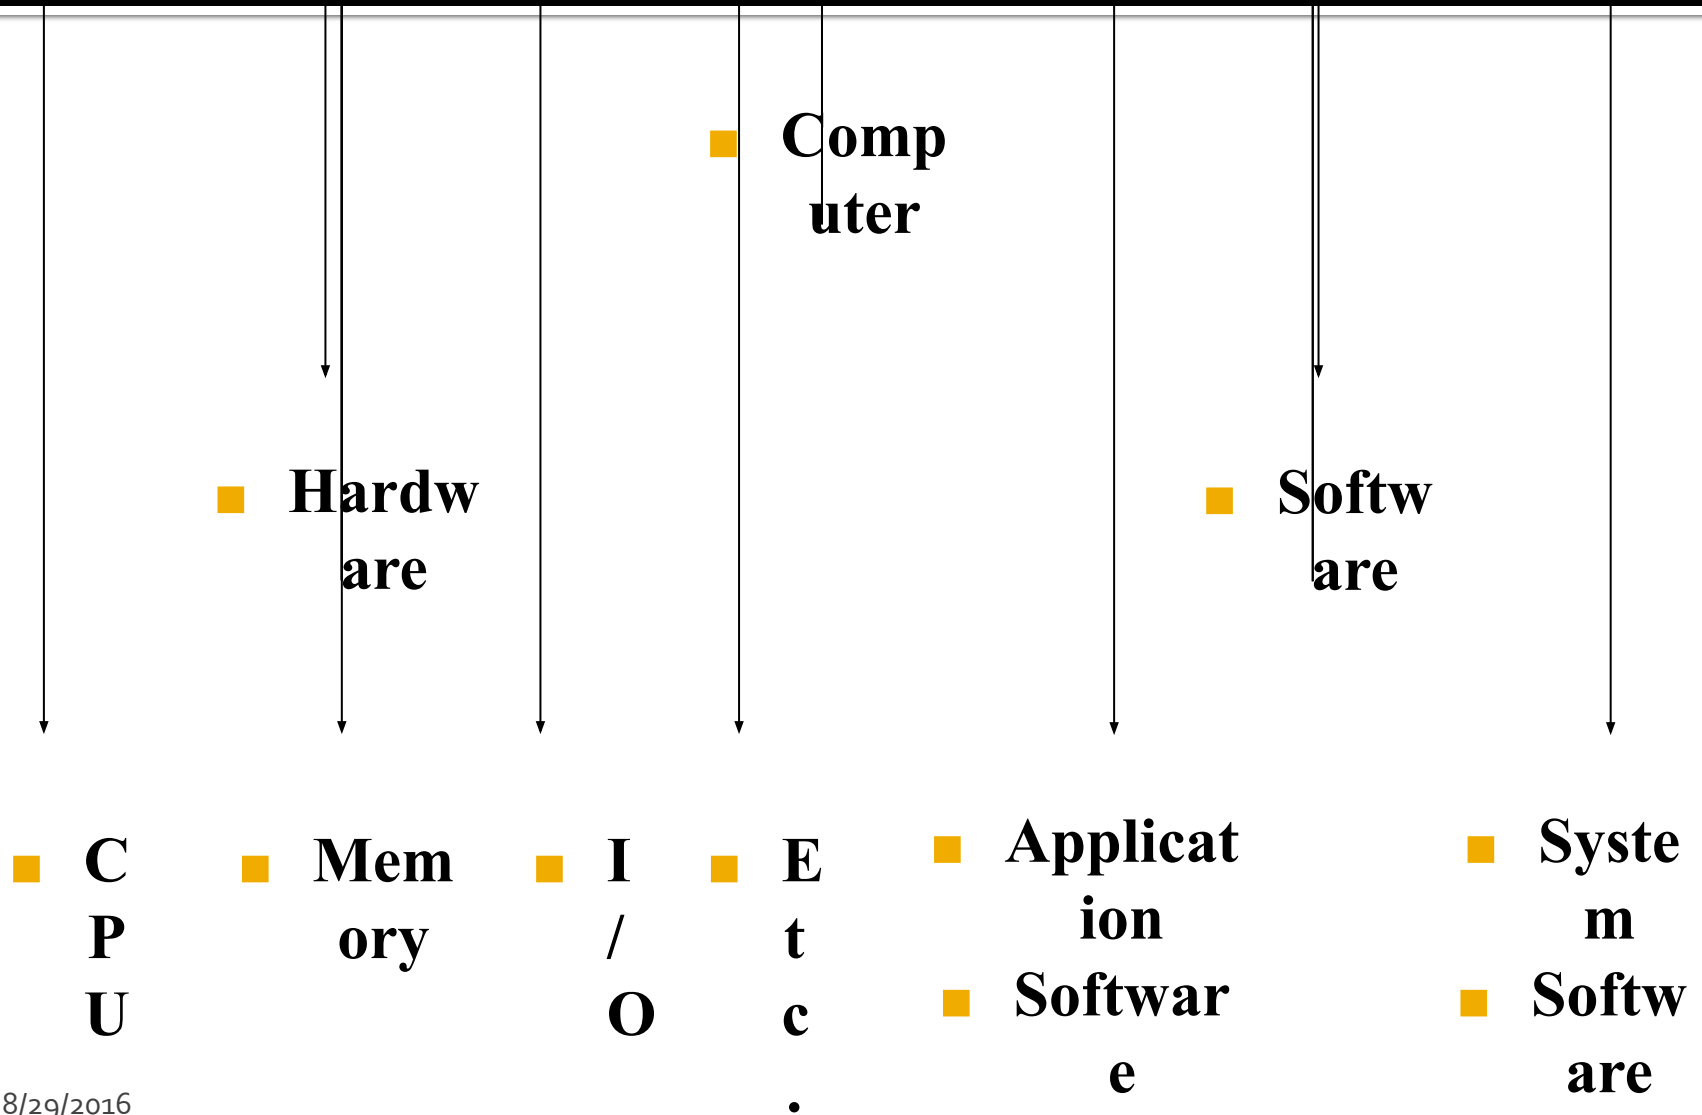 Comp
uter
Hardw
are
Softw
are
C
P
U
Mem
ory
I
/
O
E
t
c
.
Applicat
ion
Softwar
e
Syste
m
Softw
are
8/29/2016